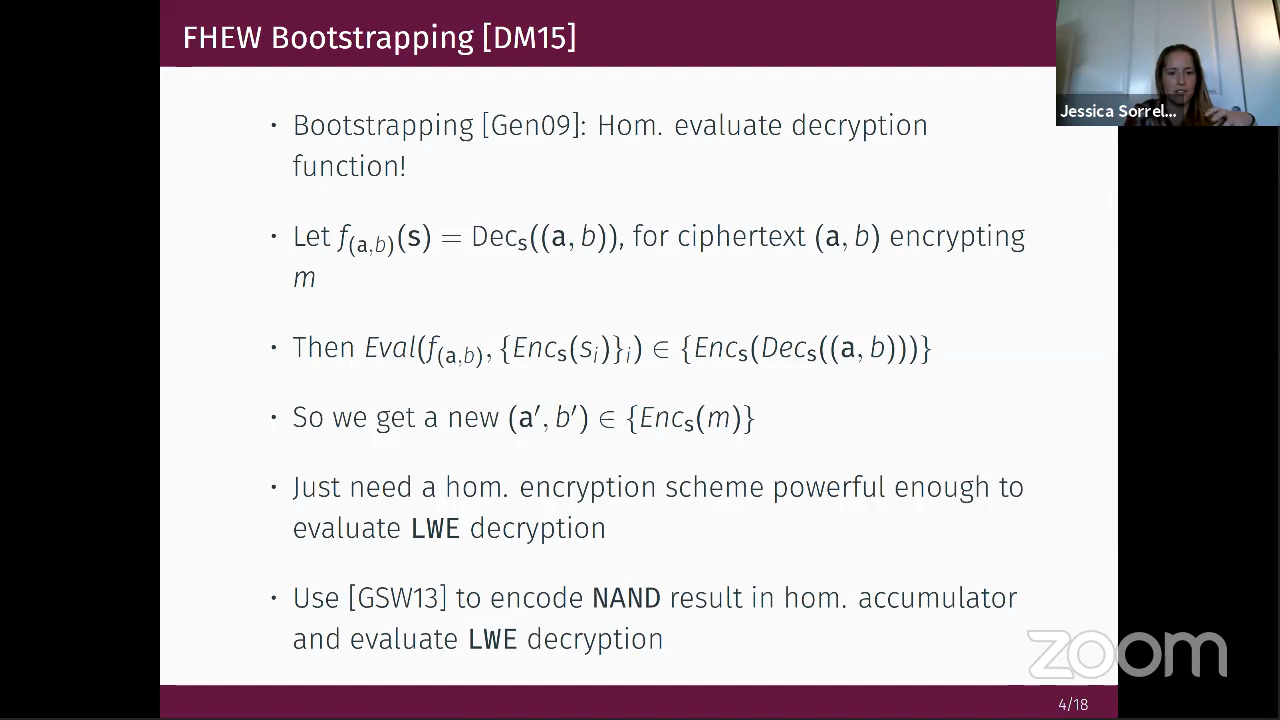 FHEW Bootstrapping [DM15]
Jessica Sorrel...
· Bootstrapping [Gen09]: Hom. evaluate decryption
function!
· Let f₍ₐ,b₎(s) = Decₛ((a, b)), for ciphertext (a, b) encrypting
m
· Then Eval(f₍ₐ,b₎, {Encₛ(sᵢ)}ᵢ) ∈ {Encₛ(Decₛ((a, b)))}
· So we get a new (a′, b′) ∈ {Encₛ(m)}
· Just need a hom. encryption scheme powerful enough to
evaluate LWE decryption
· Use [GSW13] to encode NAND result in hom. accumulator
and evaluate LWE decryption
zoom
4/18